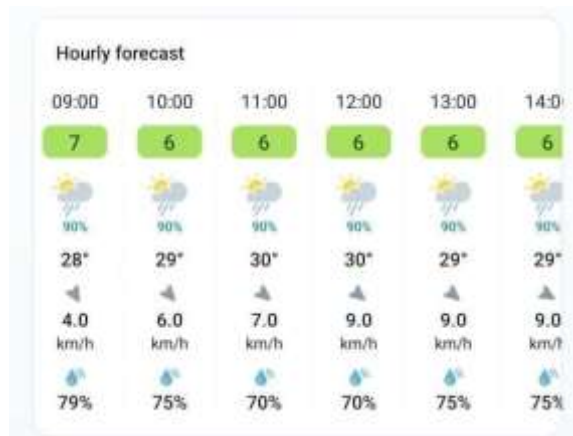 Hourly forecast
09:00 10:00 11:00 12:00 13:00 14:0
7 6 6 6 6 6
90% 90% 90% 90% 90% 90%
28° 29° 30° 30° 29° 29°
4.0 6.0 7.0 9.0 9.0 9.0
km/h km/h km/h km/h km/h km/h
79% 75% 70% 70% 75% 75%